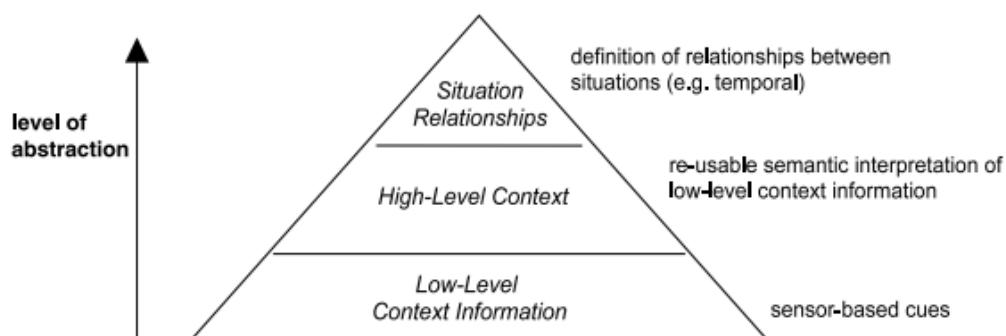 definition of relationships between
situations (e.g. temporal)
Situation
Relationships
level of
abstraction
re-usable semantic interpretation of
low-level context information
High-Level Context
Low-Level
Context Information
sensor-based cues